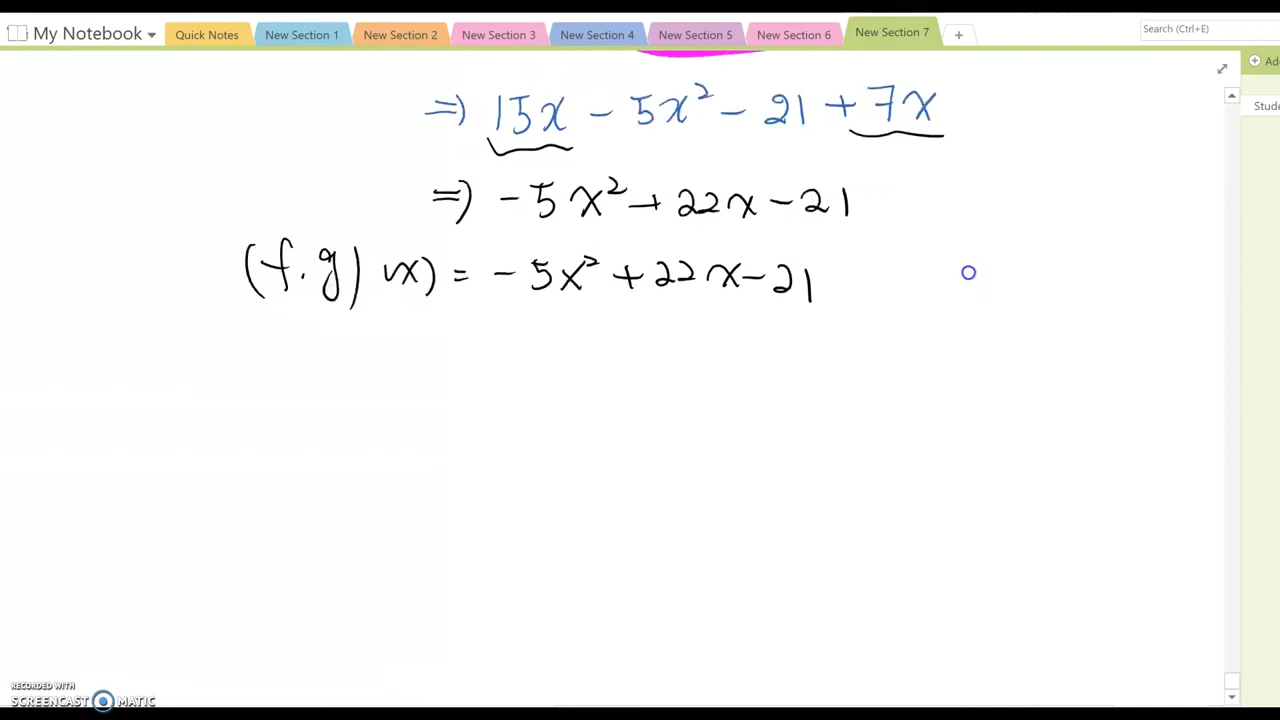 My Notebook
Quick Notes
New Section 1
New Section 2
New Section 3
New Section 4
New Section 5
New Section 6
New Section 7
Search (Ctrl+E)
Stude
=) 15x - 5x² - 21 + 7x
=) -5x² + 22x - 21
(f.g) (x) = -5x² + 22x - 21
RECORDED WITH
SCREENCAST MATIC